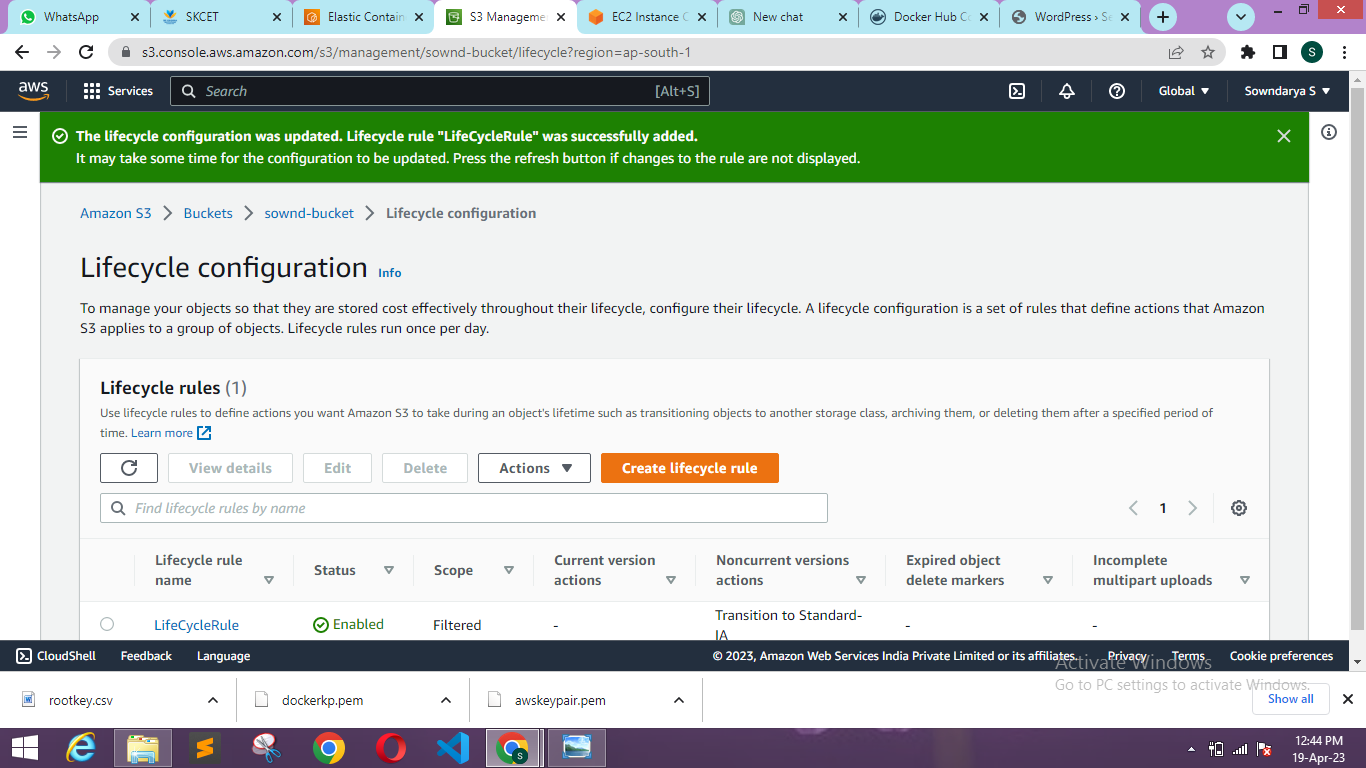 WhatsApp
SKCET
Elastic Contain
S3 Manageme
EC2 Instance C
New chat
Docker Hub Co
WordPress › Se
s3.console.aws.amazon.com/s3/management/sownd-bucket/lifecycle?region=ap-south-1
S
aws
Services
Search
[Alt+S]
Global
Sowndarya S
The lifecycle configuration was updated. Lifecycle rule "LifeCycleRule" was successfully added.
It may take some time for the configuration to be updated. Press the refresh button if changes to the rule are not displayed.
Amazon S3
Buckets
sownd-bucket
Lifecycle configuration
Lifecycle configuration Info
To manage your objects so that they are stored cost effectively throughout their lifecycle, configure their lifecycle. A lifecycle configuration is a set of rules that define actions that Amazon
S3 applies to a group of objects. Lifecycle rules run once per day.
Lifecycle rules (1)
Use lifecycle rules to define actions you want Amazon S3 to take during an object's lifetime such as transitioning objects to another storage class, archiving them, or deleting them after a specified period of
time. Learn more
View details
Edit
Delete
Actions
Create lifecycle rule
Find lifecycle rules by name
1
Lifecycle rule
name
Status
Scope
Current version
actions
Noncurrent versions
actions
Expired object
delete markers
Incomplete
multipart uploads
LifeCycleRule
Enabled
Filtered
-
Transition to Standard-
IA
-
-
CloudShell
Feedback
Language
© 2023, Amazon Web Services India Private Limited or its affiliates.
Privacy
Terms
Cookie preferences
Activate Windows
Go to PC settings to activate Windows.
rootkey.csv
dockerkp.pem
awskeypair.pem
Show all
12:44 PM
19-Apr-23